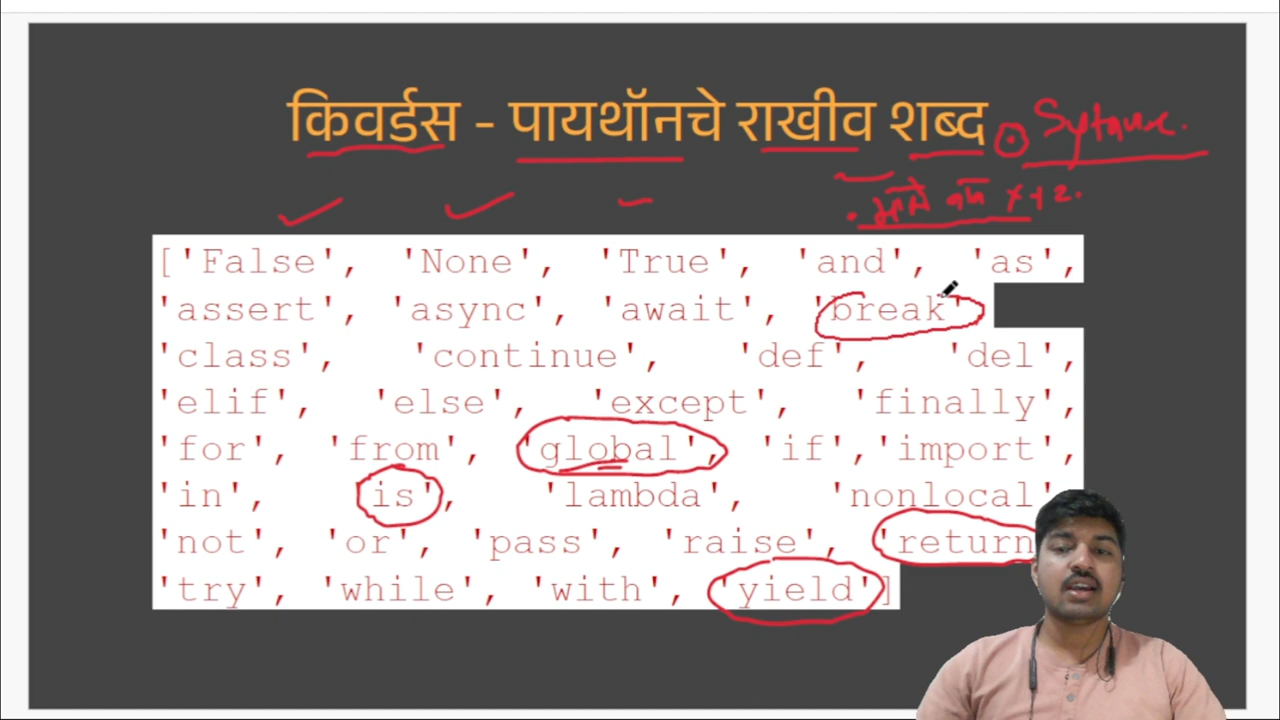 किवर्डस - पायथॉनचे राखीव शब्द
Syntax.
['False', 'None', 'True', 'and', 'as',
'assert', 'async', 'await', 'break'
'class', 'continue', 'def', 'del',
'elif', 'else', 'except', 'finally',
'for', 'from', 'global', 'if','import',
'in', 'is', 'lambda', 'nonlocal'
'not', 'or', 'pass', 'raise', 'return
'try', 'while', 'with', 'yield']